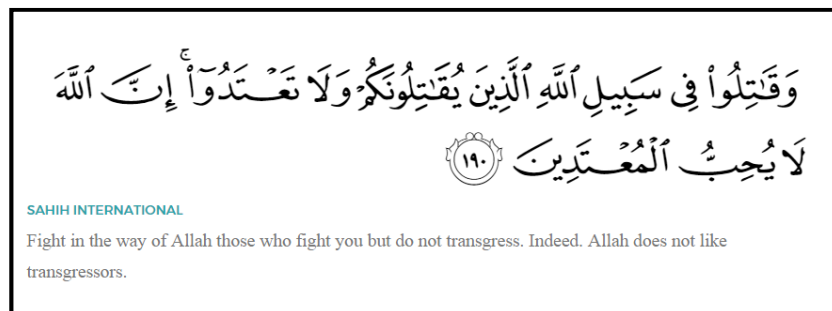 وَقَٰتِلُوا۟ فِى سَبِيلِ ٱللَّهِ ٱلَّذِينَ يُقَٰتِلُونَكُمْ وَلَا تَعْتَدُوٓا۟ ۚ إِنَّ ٱللَّهَ
لَا يُحِبُّ ٱلْمُعْتَدِينَ ١٩٠
SAHIH INTERNATIONAL
Fight in the way of Allah those who fight you but do not transgress. Indeed. Allah does not like
transgressors.